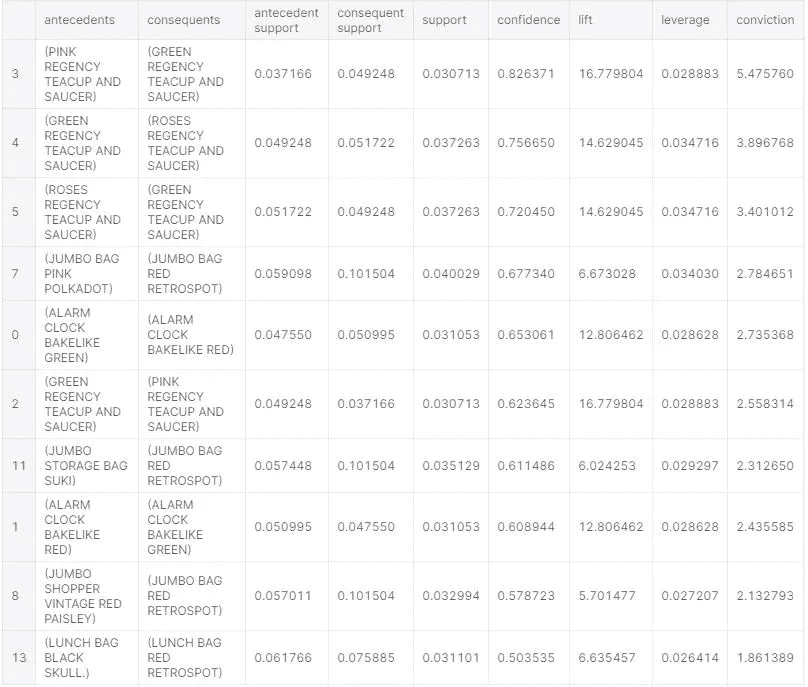 antecedents consequents antecedent support consequent support support confidence lift leverage conviction
3 (PINK REGENCY TEACUP AND SAUCER) (GREEN REGENCY TEACUP AND SAUCER) 0.037166 0.049248 0.030713 0.826371 16.779804 0.028883 5.475760
4 (GREEN REGENCY TEACUP AND SAUCER) (ROSES REGENCY TEACUP AND SAUCER) 0.049248 0.051722 0.037263 0.756650 14.629045 0.034716 3.896768
5 (ROSES REGENCY TEACUP AND SAUCER) (GREEN REGENCY TEACUP AND SAUCER) 0.051722 0.049248 0.037263 0.720450 14.629045 0.034716 3.401012
7 (JUMBO BAG PINK POLKADOT) (JUMBO BAG RED RETROSPOT) 0.059098 0.101504 0.040029 0.677340 6.673028 0.034030 2.784651
0 (ALARM CLOCK BAKELIKE GREEN) (ALARM CLOCK BAKELIKE RED) 0.047550 0.050995 0.031053 0.653061 12.806462 0.028628 2.735368
2 (GREEN REGENCY TEACUP AND SAUCER) (PINK REGENCY TEACUP AND SAUCER) 0.049248 0.037166 0.030713 0.623645 16.779804 0.028883 2.558314
11 (JUMBO STORAGE BAG SUKI) (JUMBO BAG RED RETROSPOT) 0.057448 0.101504 0.035129 0.611486 6.024253 0.029297 2.312650
1 (ALARM CLOCK BAKELIKE RED) (ALARM CLOCK BAKELIKE GREEN) 0.050995 0.047550 0.031053 0.608944 12.806462 0.028628 2.435585
8 (JUMBO SHOPPER VINTAGE RED PAISLEY) (JUMBO BAG RED RETROSPOT) 0.057011 0.101504 0.032994 0.578723 5.701477 0.027207 2.132793
13 (LUNCH BAG BLACK SKULL.) (LUNCH BAG RED RETROSPOT) 0.061766 0.075885 0.031101 0.503535 6.635457 0.026414 1.861389